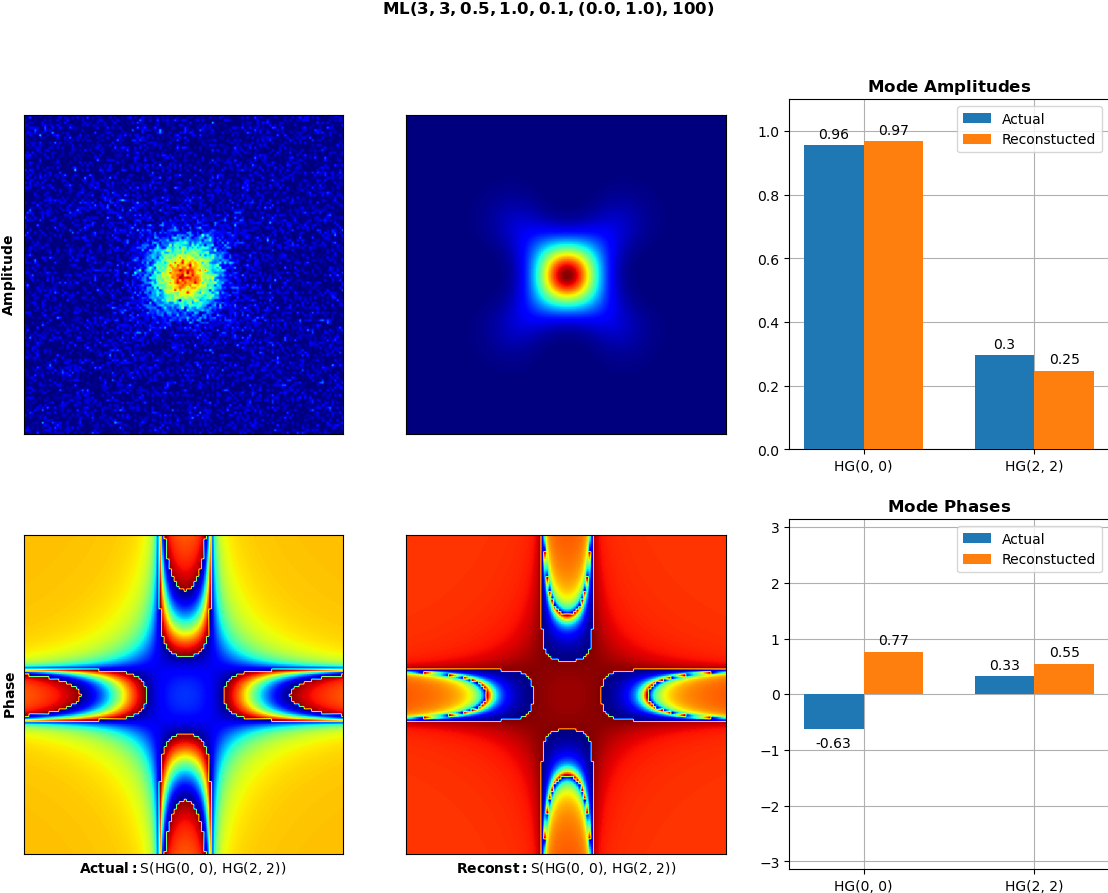 ML(3, 3, 0.5, 1.0, 0.1, (0.0, 1.0), 100)
Amplitude
Mode Amplitudes
Actual
Reconstucted
0.96
0.97
0.3
0.25
1.0
0.8
0.6
0.4
0.2
0.0
HG(0, 0)
HG(2, 2)
Phase
Actual: S(HG(0, 0), HG(2, 2))
Reconst: S(HG(0, 0), HG(2, 2))
Mode Phases
Actual
Reconstucted
-0.63
0.77
0.33
0.55
3
2
1
0
−1
−2
−3
HG(0, 0)
HG(2, 2)